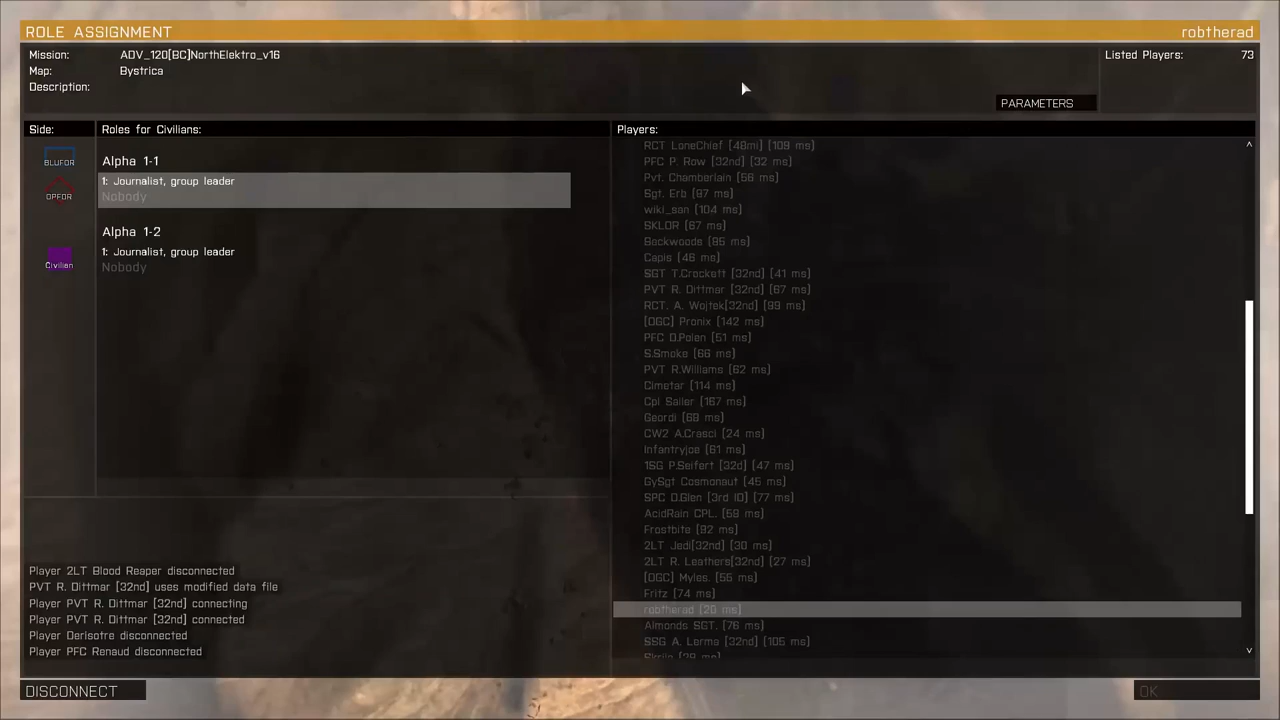 ROLE ASSIGNMENT
robtherad
Mission: ADV_120[BC]NorthElektro_v16
Map: Bystrica
Description:
Listed Players: 73
PARAMETERS
Side:
BLUFOR
OPFOR
Civilian
Roles for Civilians:
Alpha 1-1
1: Journalist, group leader
Nobody
Alpha 1-2
1: Journalist, group leader
Nobody
Players:
RCT LoneChief [48mi] [109 ms]
PFC P. Row [32nd] [32 ms]
Pvt. Chamberlain [56 ms]
Sgt. Erb [97 ms]
wiki_san [104 ms]
SKLDR [67 ms]
Backwoods [85 ms]
Capis [46 ms]
SGT T.Crockett [32nd] [41 ms]
PVT R. Dittmar [32nd] [67 ms]
RCT. A. Wojtek[32nd] [99 ms]
[OGC] Pronix [142 ms]
PFC D.Polen [51 ms]
S.Smoke [66 ms]
PVT R.Williams [62 ms]
Cimetar [114 ms]
Cpl Sailer [167 ms]
Geordi [69 ms]
CW2 A.Crasci [24 ms]
Infantryjoe [61 ms]
1SG P.Seifert [32d] [47 ms]
GySgt Cosmonaut [45 ms]
SPC D.Glen [3rd ID] [77 ms]
AcidRain CPL. [59 ms]
Frostbite [92 ms]
2LT Jedi[32nd] [30 ms]
2LT R. Leathers[32nd] [27 ms]
[OGC] Myles. [55 ms]
Fritz [74 ms]
robtherad [26 ms]
Almonds SGT. [76 ms]
SSG A. Lerma [32nd] [105 ms]
Player 2LT Blood Reaper disconnected
PVT R. Dittmar [32nd] uses modified data file
Player PVT R. Dittmar [32nd] connecting
Player PVT R. Dittmar [32nd] connected
Player Derisotre disconnected
Player PFC Renaud disconnected
DISCONNECT
OK